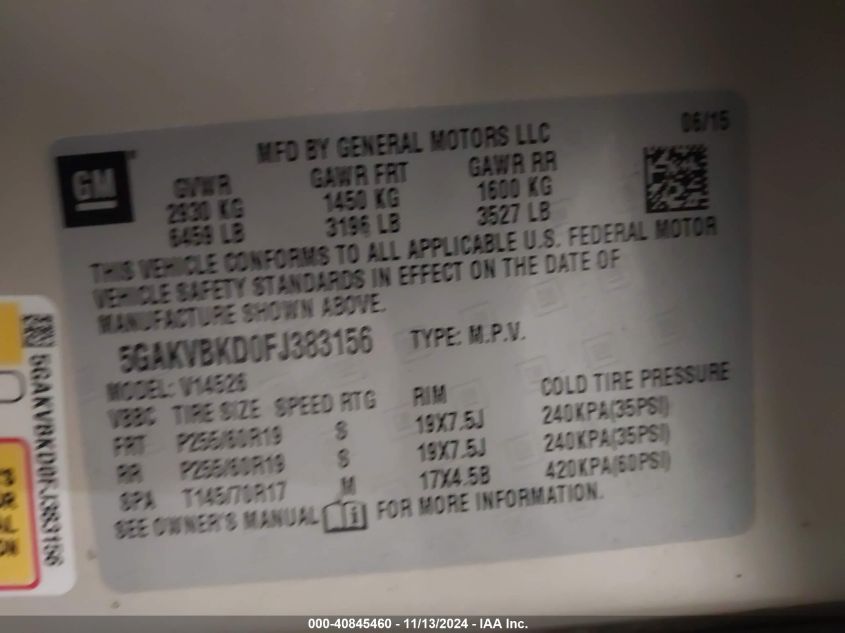 MFD BY GENERAL MOTORS LLC
06/15
GM
GVWR GAWR FRT GAWR RR
2930 KG 1450 KG 1600 KG
6459 LB 3196 LB 3527 LB
THIS VEHICLE CONFORMS TO ALL APPLICABLE U.S. FEDERAL MOTOR
VEHICLE SAFETY STANDARDS IN EFFECT ON THE DATE OF
MANUFACTURE SHOWN ABOVE.
5GAKVBKD0FJ383156 TYPE: M.P.V.
MODEL: V14526
VBBC TIRE SIZE SPEED RTG RIM COLD TIRE PRESSURE
FRT P255/60R19 S 19X7.5J 240KPA(35PSI)
RR P255/60R19 S 19X7.5J 240KPA(35PSI)
SPA T145/70R17 M 17X4.5B 420KPA(60PSI)
SEE OWNER'S MANUAL FOR MORE INFORMATION.
5GAKVBKD0FJ383156
000-40845460 - 11/13/2024 - IAA Inc.